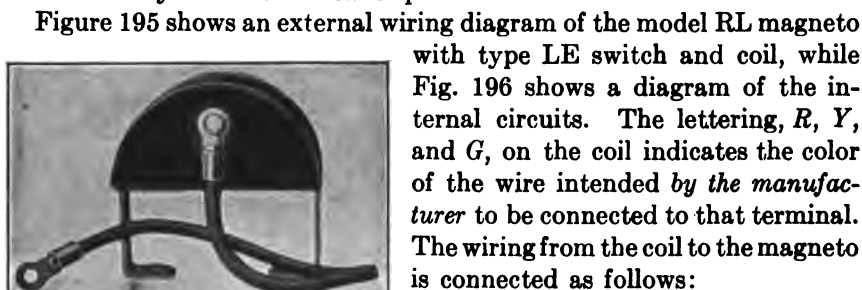 Figure 195 shows an external wiring diagram of the model RL magneto
with type LE switch and coil, while
Fig. 196 shows a diagram of the in-
ternal circuits. The lettering, R, Y,
and G, on the coil indicates the color
of the wire intended by the manufac-
turer to be connected to that terminal.
The wiring from the coil to the magneto
is connected as follows: